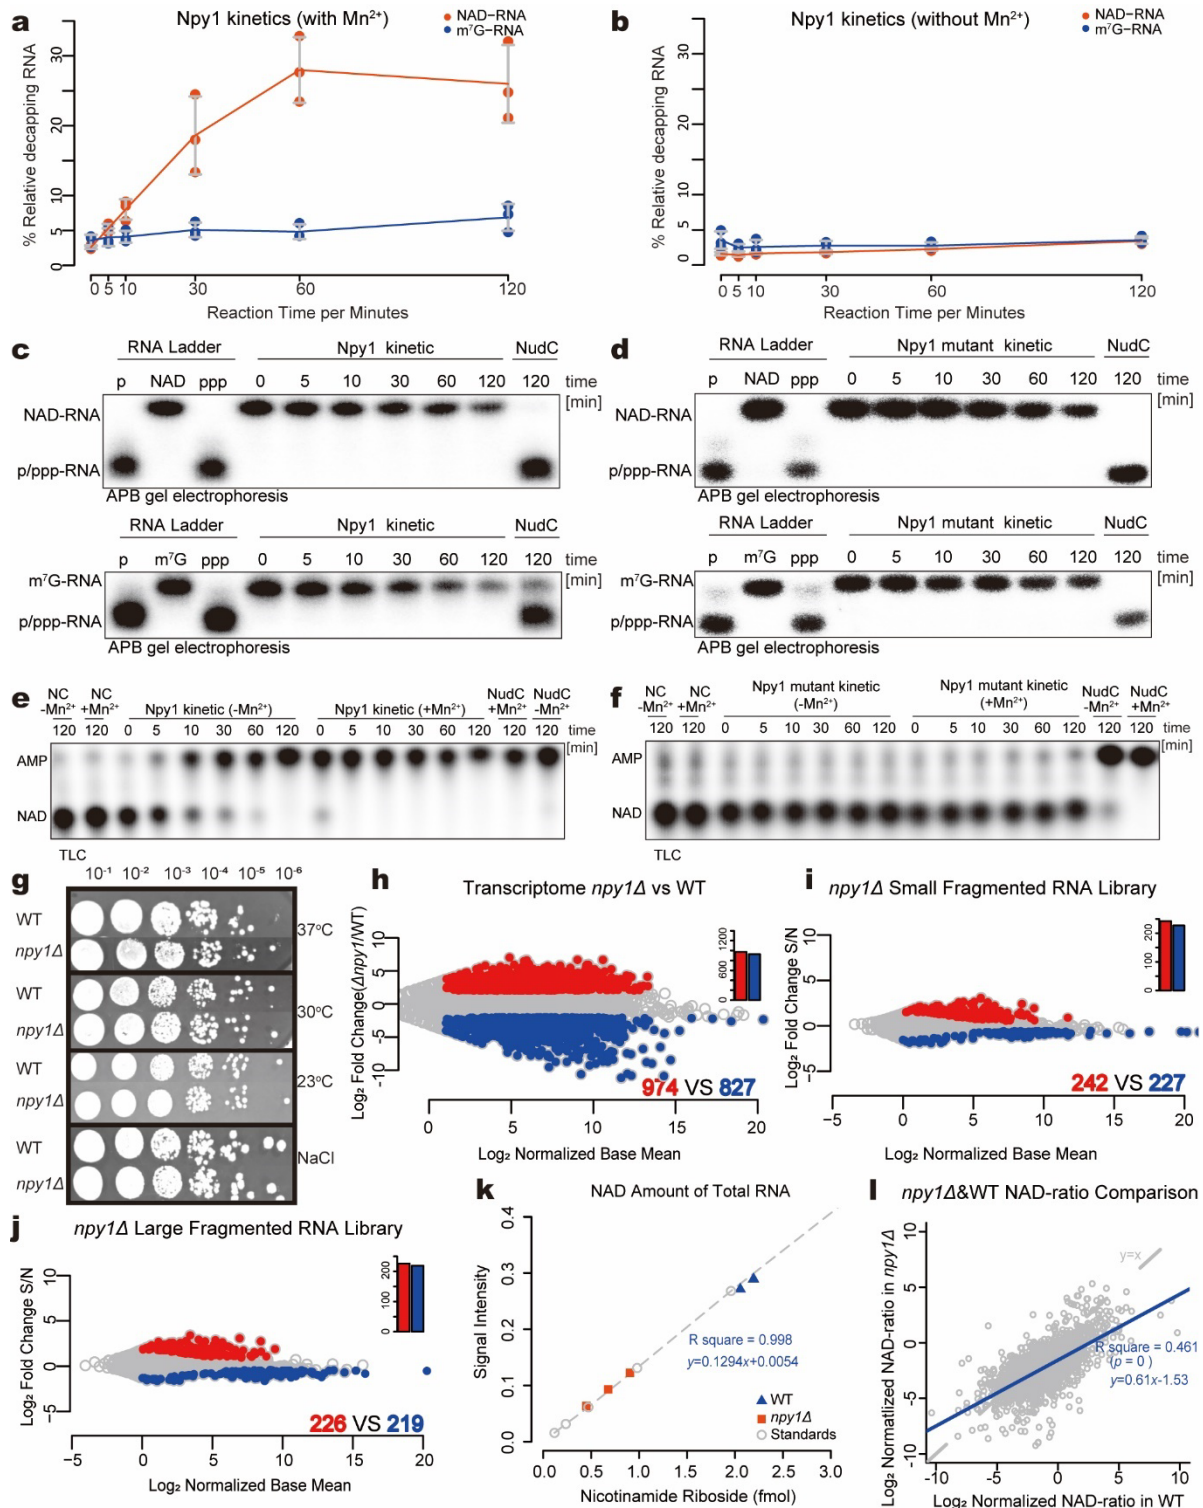 a
Npy1 kinetics (with Mn²⁺)
NAD−RNA
m⁷G−RNA
% Relative decapping RNA
0 5 10 20 30
0 5 10 30 60 120
Reaction Time per Minutes
b
Npy1 kinetics (without Mn²⁺)
NAD−RNA
m⁷G−RNA
% Relative decapping RNA
0 5 10 20 30
0 5 10 30 60 120
Reaction Time per Minutes
c
RNA Ladder Npy1 kinetic NudC
p NAD ppp 0 5 10 30 60 120 120 time
[min]
NAD-RNA
p/ppp-RNA
APB gel electrophoresis
RNA Ladder Npy1 kinetic NudC
p m⁷G ppp 0 5 10 30 60 120 120 time
[min]
m⁷G-RNA
p/ppp-RNA
APB gel electrophoresis
d
RNA Ladder Npy1 mutant kinetic NudC
p NAD ppp 0 5 10 30 60 120 120 time
[min]
NAD-RNA
p/ppp-RNA
APB gel electrophoresis
RNA Ladder Npy1 mutant kinetic NudC
p m⁷G ppp 0 5 10 30 60 120 120 time
[min]
m⁷G-RNA
p/ppp-RNA
APB gel electrophoresis
e
NC NC NudC NudC
-Mn²⁺ +Mn²⁺ Npy1 kinetic (-Mn²⁺) Npy1 kinetic (+Mn²⁺) +Mn²⁺ -Mn²⁺
120 120 0 5 10 30 60 120 0 5 10 30 60 120 120 120 time
[min]
AMP
NAD
TLC
f
NC NC Npy1 mutant kinetic Npy1 mutant kinetic NudC NudC
-Mn²⁺ +Mn²⁺ (-Mn²⁺) (+Mn²⁺) -Mn²⁺ +Mn²⁺
120 120 0 5 10 30 60 120 0 5 10 30 60 120 120 120 time
[min]
AMP
NAD
TLC
g
10⁻¹ 10⁻² 10⁻³ 10⁻⁴ 10⁻⁵ 10⁻⁶
WT
npy1Δ
37°C
WT
npy1Δ
30°C
WT
npy1Δ
23°C
WT
npy1Δ
NaCl
h
Transcriptome npy1Δ vs WT
Log₂ Fold Change(Δnpy1/WT)
-10 -5 0 5 10
0 600 1200
974 VS 827
0 5 10 15 20
Log₂ Normalized Base Mean
i
npy1Δ Small Fragmented RNA Library
Log₂ Fold Change S/N
−5 0 5 10
0 100 200
242 VS 227
−5 0 5 10 15 20
Log₂ Normalized Base Mean
j
npy1Δ Large Fragmented RNA Library
Log₂ Fold Change S/N
−5 0 5 10
0 100 200
226 VS 219
−5 0 5 10 15 20
Log₂ Normalized Base Mean
k
NAD Amount of Total RNA
Signal Intensity
0.0 0.1 0.2 0.3 0.4
R square = 0.998
y=0.1294x+0.0054
WT
npy1Δ
Standards
0.0 0.5 1.0 1.5 2.0 2.5 3.0
Nicotinamide Riboside (fmol)
l
npy1Δ&WT NAD-ratio Comparison
Log₂ Normatlized NAD-ratio in npy1Δ
-10 -5 0 5 10
y=x
R square = 0.461
(p = 0 )
y=0.61x-1.53
-10 -5 0 5 10
Log₂ Normalized NAD-ratio in WT